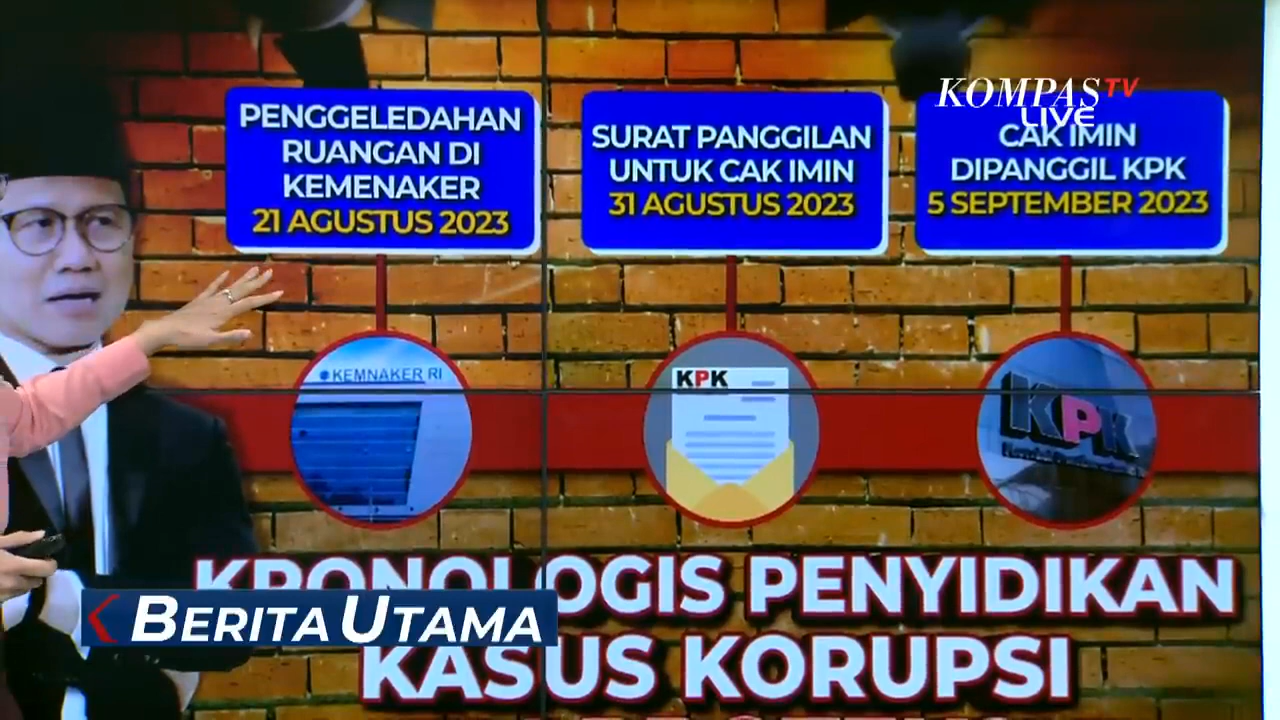 KOMPAS TV
LIVE
PENGGELEDAHAN
RUANGAN DI
KEMENAKER
21 AGUSTUS 2023
SURAT PANGGILAN
UNTUK CAK IMIN
31 AGUSTUS 2023
CAK IMIN
DIPANGGIL KPK
5 SEPTEMBER 2023
KEMNAKER RI
KPK
KPK
KRONOLOGIS PENYIDIKAN
KASUS KORUPSI
BERITA UTAMA